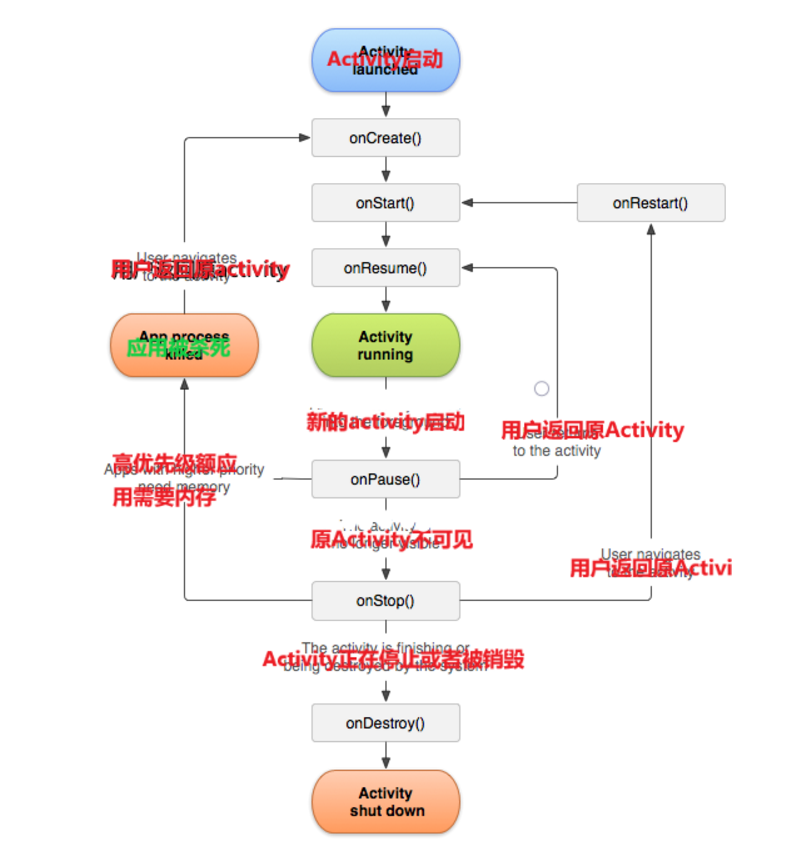 Activity
launched
Activity启动
onCreate()
onStart()
onRestart()
onResume()
User navigates
to the activity
用户返回原activity
App process
killed
应用被杀死
Activity
running
新的activity启动
用户返回原Activity
to the activity
高优先级额应
Apps with higher priority
need memory
用需要内存
onPause()
原Activity不可见
no longer visible
User navigates
to the activity
用户返回原Activi
onStop()
The activity is finishing or
being destroyed by the system
Activity正在停止或者被销毁
onDestroy()
Activity
shut down